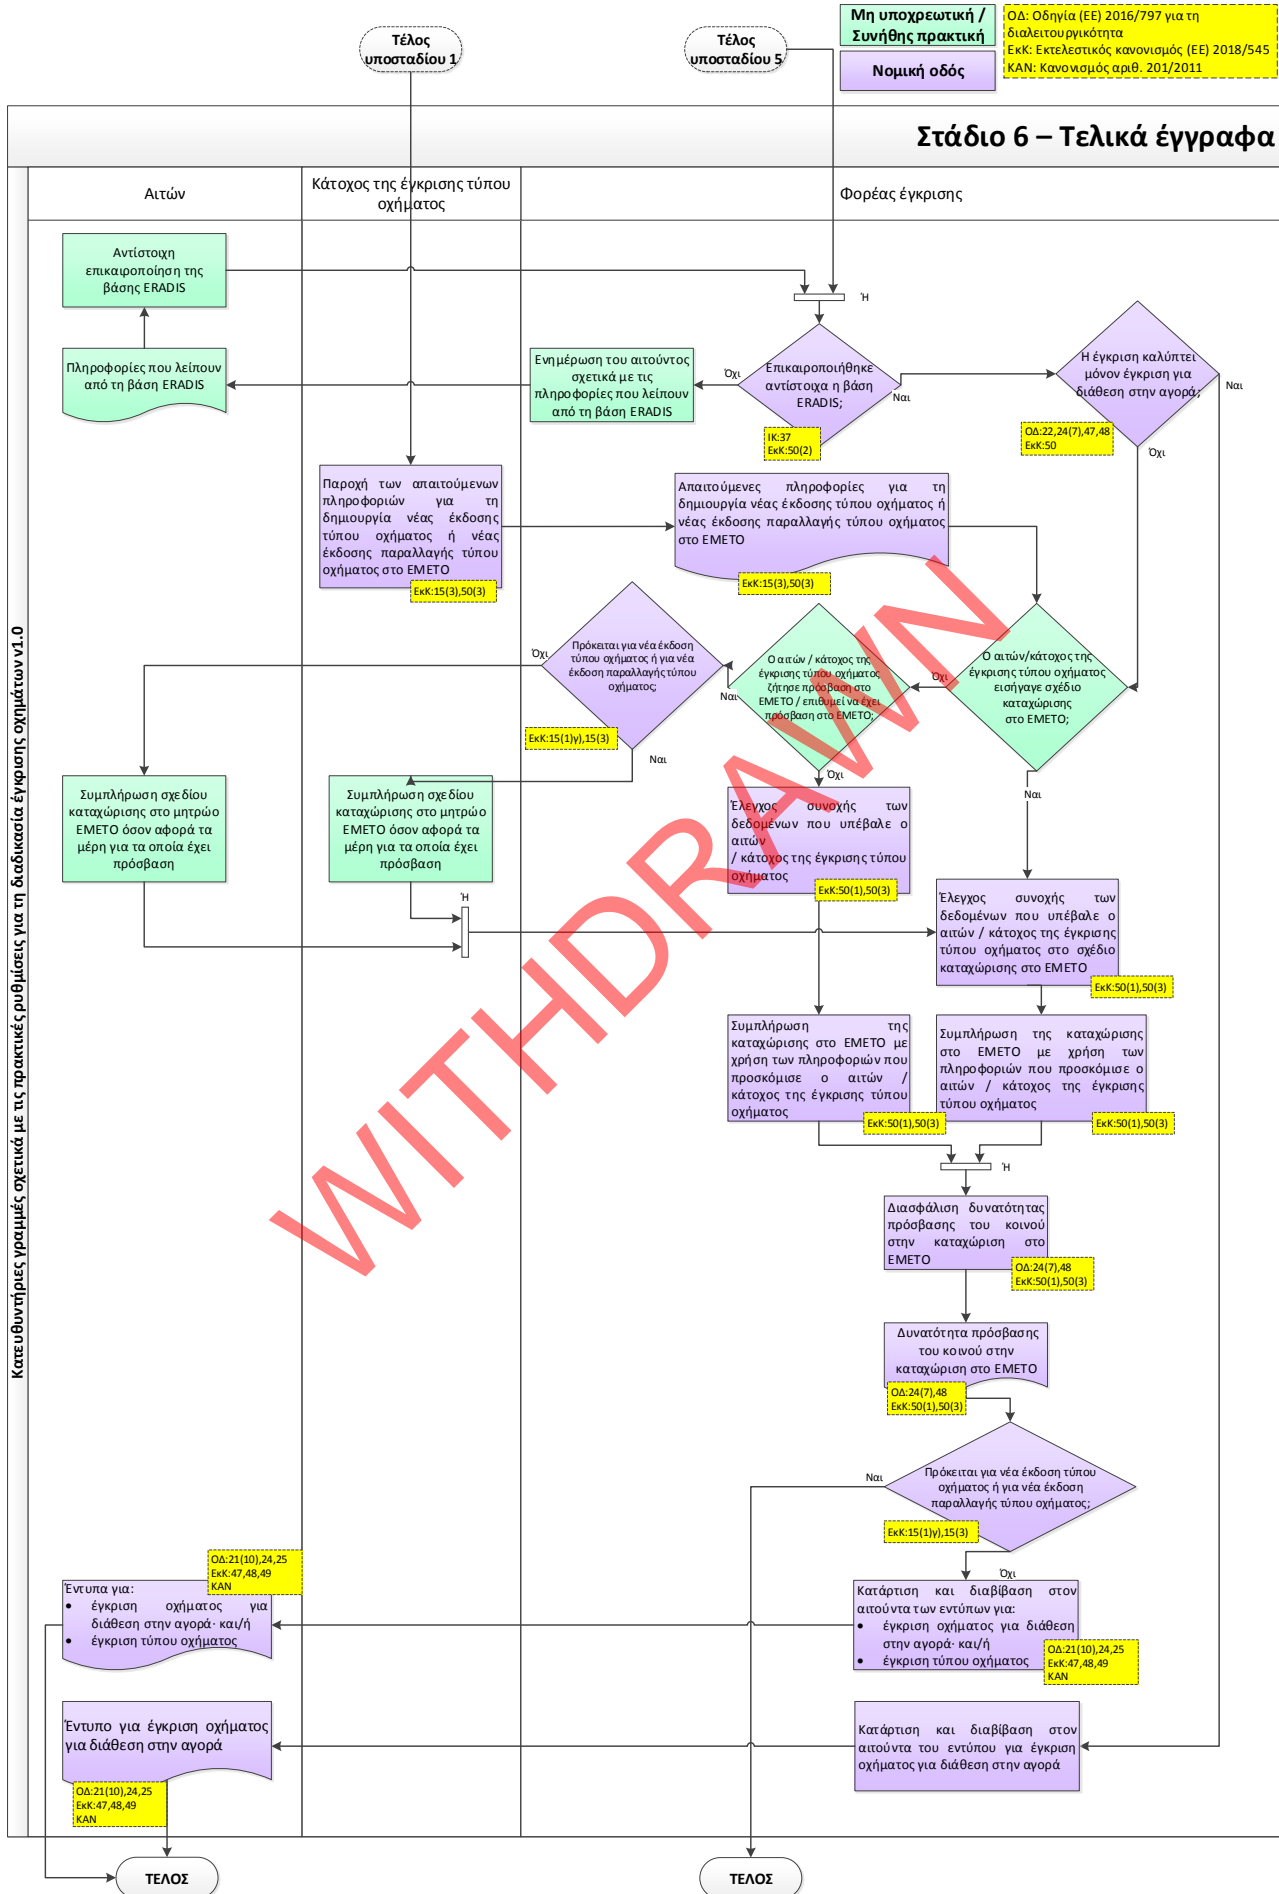 Τέλος
υποσταδίου 1
Τέλος
υποσταδίου 5
Μη υποχρεωτική /
Συνήθης πρακτική
Νομική οδός
ΟΔ: Οδηγία (ΕΕ) 2016/797 για τη
διαλειτουργικότητα
ΕκΚ: Εκτελεστικός κανονισμός (ΕΕ) 2018/545
ΚΑΝ: Κανονισμός αριθ. 201/2011
Στάδιο 6 – Τελικά έγγραφα
Κατευθυντήριες γραμμές σχετικά με τις πρακτικές ρυθμίσεις για τη διαδικασία έγκρισης οχημάτων v1.0
Αιτών
Κάτοχος της έγκρισης τύπου
οχήματος
Φορέας έγκρισης
Αντίστοιχη
επικαιροποίηση της
βάσης ERADIS
Ή
Πληροφορίες που λείπουν
από τη βάση ERADIS
Ενημέρωση του αιτούντος
σχετικά με τις
πληροφορίες που λείπουν
από τη βάση ERADIS
Όχι
Επικαιροποιήθηκε
αντίστοιχα η βάση
ERADIS;
Ναι
ΙΚ:37
ΕκΚ:50(2)
Η έγκριση καλύπτει
μόνον έγκριση για
διάθεση στην αγορά;
Ναι
Όχι
ΟΔ:22,24(7),47,48
ΕκΚ:50
Παροχή των απαιτούμενων
πληροφοριών για τη
δημιουργία νέας έκδοσης
τύπου οχήματος ή νέας
έκδοσης παραλλαγής τύπου
οχήματος στο ΕΜΕΤΟ
ΕκΚ:15(3),50(3)
Απαιτούμενες πληροφορίες για τη
δημιουργία νέας έκδοσης τύπου οχήματος ή
νέας έκδοσης παραλλαγής τύπου οχήματος
στο ΕΜΕΤΟ
ΕκΚ:15(3),50(3)
Πρόκειται για νέα έκδοση
τύπου οχήματος ή για νέα
έκδοση παραλλαγής τύπου
οχήματος;
Όχι
Ναι
ΕκΚ:15(1)γ),15(3)
Ο αιτών / κάτοχος της
έγκρισης τύπου οχήματος
ζήτησε πρόσβαση στο
ΕΜΕΤΟ / επιθυμεί να έχει
πρόσβαση στο ΕΜΕΤΟ;
Ναι
Όχι
Ο αιτών/κάτοχος της
έγκρισης τύπου οχήματος
εισήγαγε σχέδιο
καταχώρισης
στο ΕΜΕΤΟ;
Όχι
Ναι
Συμπλήρωση σχεδίου
καταχώρισης στο μητρώο
ΕΜΕΤΟ όσον αφορά τα
μέρη για τα οποία έχει
πρόσβαση
Συμπλήρωση σχεδίου
καταχώρισης στο μητρώο
ΕΜΕΤΟ όσον αφορά τα
μέρη για τα οποία έχει
πρόσβαση
Ή
Έλεγχος συνοχής των
δεδομένων που υπέβαλε ο
αιτών
/ κάτοχος της έγκρισης τύπου
οχήματος
ΕκΚ:50(1),50(3)
Έλεγχος συνοχής των
δεδομένων που υπέβαλε ο
αιτών / κάτοχος της έγκρισης
τύπου οχήματος στο σχέδιο
καταχώρισης στο ΕΜΕΤΟ
ΕκΚ:50(1),50(3)
Συμπλήρωση της
καταχώρισης στο ΕΜΕΤΟ με
χρήση των πληροφοριών που
προσκόμισε ο αιτών /
κάτοχος της έγκρισης τύπου
οχήματος
ΕκΚ:50(1),50(3)
Συμπλήρωση της καταχώρισης
στο ΕΜΕΤΟ με χρήση των
πληροφοριών που προσκόμισε ο
αιτών / κάτοχος της έγκρισης
τύπου οχήματος
ΕκΚ:50(1),50(3)
Ή
Διασφάλιση δυνατότητας
πρόσβασης του κοινού
στην καταχώριση στο
ΕΜΕΤΟ
ΟΔ:24(7),48
ΕκΚ:50(1),50(3)
Δυνατότητα πρόσβασης
του κοινού στην
καταχώριση στο ΕΜΕΤΟ
ΟΔ:24(7),48
ΕκΚ:50(1),50(3)
Ναι
Πρόκειται για νέα έκδοση τύπου
οχήματος ή για νέα έκδοση
παραλλαγής τύπου οχήματος;
ΕκΚ:15(1)γ),15(3)
Όχι
ΟΔ:21(10),24,25
ΕκΚ:47,48,49
ΚΑΝ
Έντυπα για:
• έγκριση οχήματος για
διάθεση στην αγορά· και/ή
• έγκριση τύπου οχήματος
Κατάρτιση και διαβίβαση στον
αιτούντα των εντύπων για:
• έγκριση οχήματος για διάθεση
στην αγορά· και/ή
• έγκριση τύπου οχήματος
ΟΔ:21(10),24,25
ΕκΚ:47,48,49
ΚΑΝ
Έντυπο για έγκριση οχήματος
για διάθεση στην αγορά
ΟΔ:21(10),24,25
ΕκΚ:47,48,49
ΚΑΝ
Κατάρτιση και διαβίβαση στον
αιτούντα του εντύπου για έγκριση
οχήματος για διάθεση στην αγορά
ΤΕΛΟΣ
ΤΕΛΟΣ
WITHDRAWN